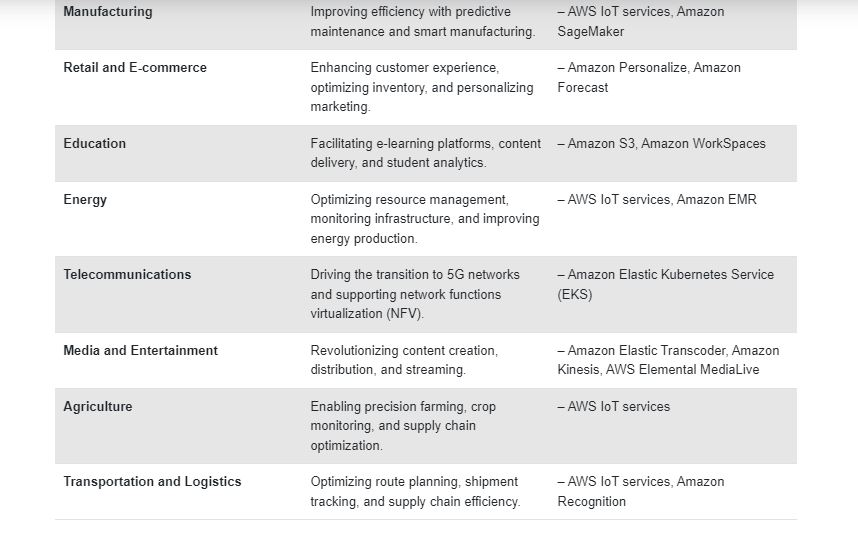 Manufacturing
Improving efficiency with predictive
maintenance and smart manufacturing.
– AWS IoT services, Amazon
SageMaker
Retail and E-commerce
Enhancing customer experience,
optimizing inventory, and personalizing
marketing.
– Amazon Personalize, Amazon
Forecast
Education
Facilitating e-learning platforms, content
delivery, and student analytics.
– Amazon S3, Amazon WorkSpaces
Energy
Optimizing resource management,
monitoring infrastructure, and improving
energy production.
– AWS IoT services, Amazon EMR
Telecommunications
Driving the transition to 5G networks
and supporting network functions
virtualization (NFV).
– Amazon Elastic Kubernetes Service
(EKS)
Media and Entertainment
Revolutionizing content creation,
distribution, and streaming.
– Amazon Elastic Transcoder, Amazon
Kinesis, AWS Elemental MediaLive
Agriculture
Enabling precision farming, crop
monitoring, and supply chain
optimization.
– AWS IoT services
Transportation and Logistics
Optimizing route planning, shipment
tracking, and supply chain efficiency.
– AWS IoT services, Amazon
Recognition